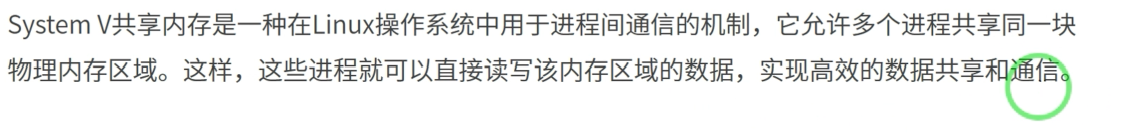 System V共享内存是一种在Linux操作系统中用于进程间通信的机制，它允许多个进程共享同一块
物理内存区域。这样，这些进程就可以直接读写该内存区域的数据，实现高效的数据共享和通信。